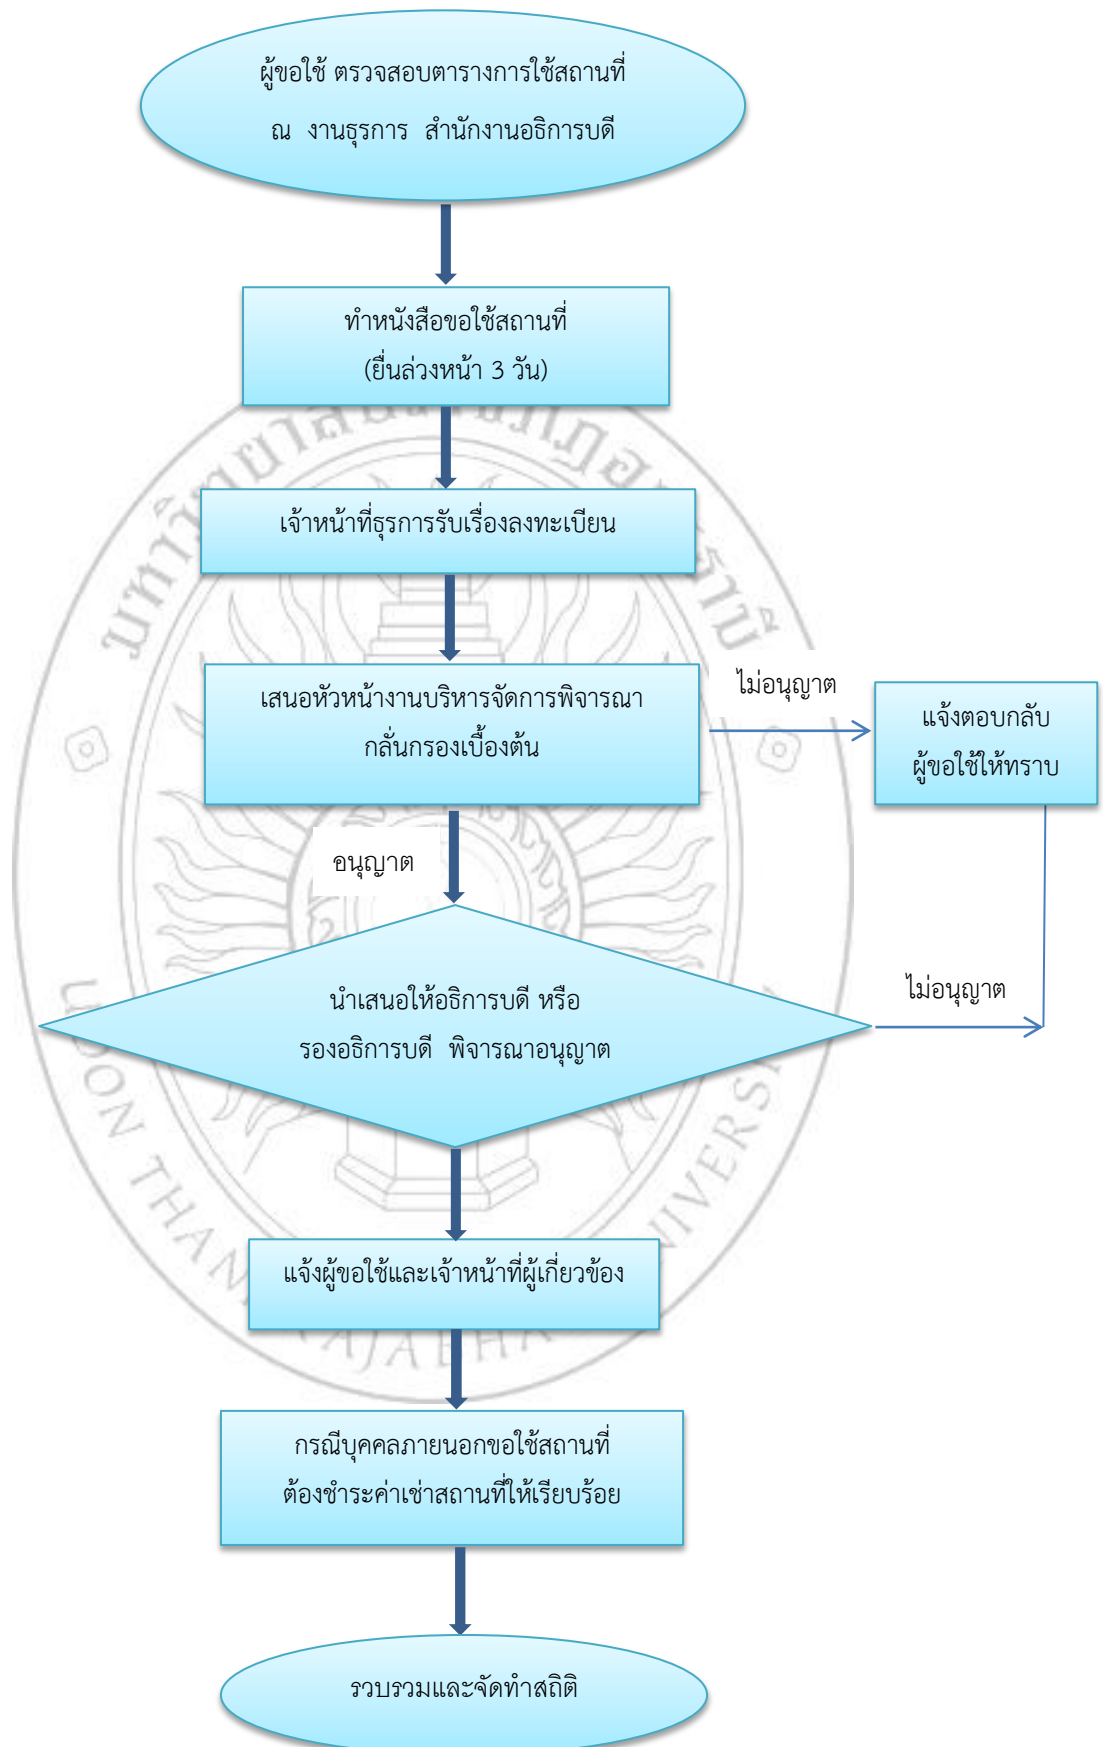 ผู้ขอใช้ ตรวจสอบตารางการใช้สถานที่
ณ งานธุรการ สำนักงานอธิการบดี
ทำหนังสือขอใช้สถานที่
(ยื่นล่วงหน้า 3 วัน)
เจ้าหน้าที่ธุรการรับเรื่องลงทะเบียน
เสนอหัวหน้างานบริหารจัดการพิจารณา
กลั่นกรองเบื้องต้น
ไม่อนุญาต
แจ้งตอบกลับ
ผู้ขอใช้ให้ทราบ
อนุญาต
นำเสนอให้อธิการบดี หรือ
รองอธิการบดี พิจารณาอนุญาต
ไม่อนุญาต
แจ้งผู้ขอใช้และเจ้าหน้าที่ผู้เกี่ยวข้อง
กรณีบุคคลภายนอกขอใช้สถานที่
ต้องชำระค่าเช่าสถานที่ให้เรียบร้อย
รวบรวมและจัดทำสถิติ